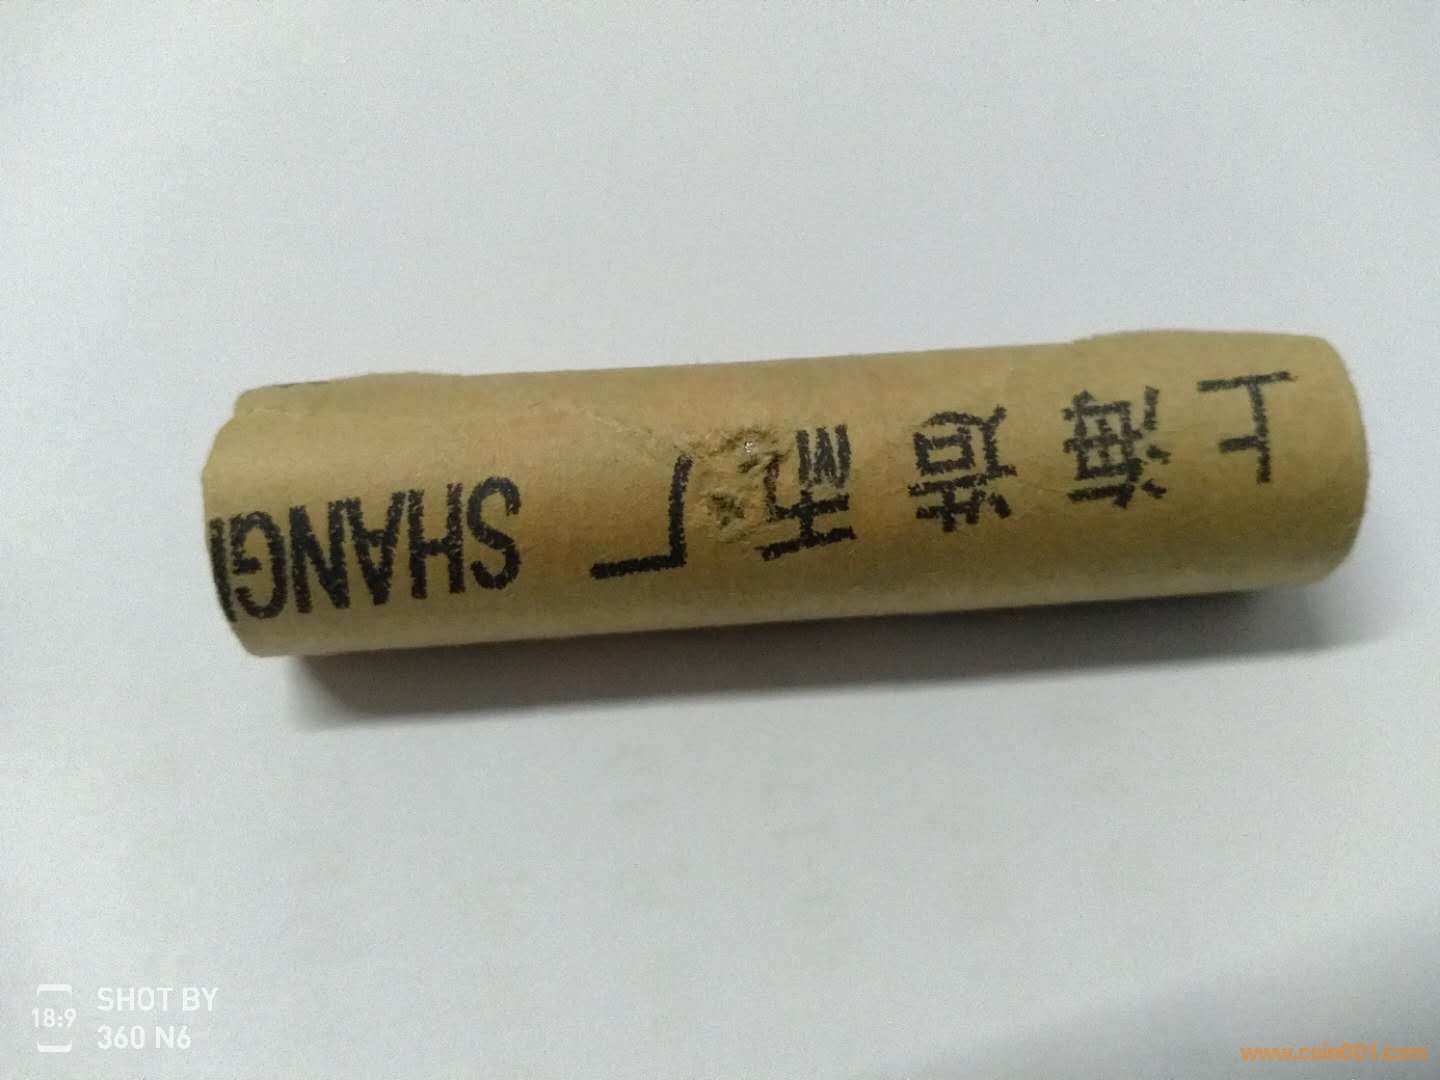 上海造币厂 SHANG
SHOT BY
18:9
360 N6
www.coin001.com